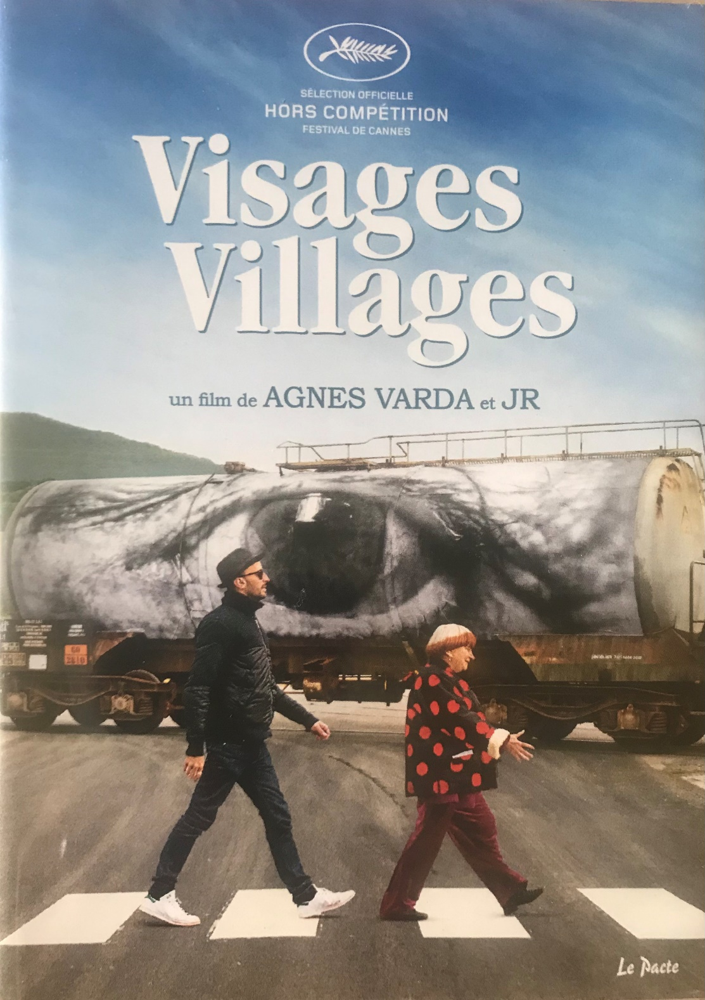 SÉLECTION OFFICIELLE
HORS COMPÉTITION
FESTIVAL DE CANNES
Visages
Villages
un film de AGNES VARDA et JR
Le Pacte